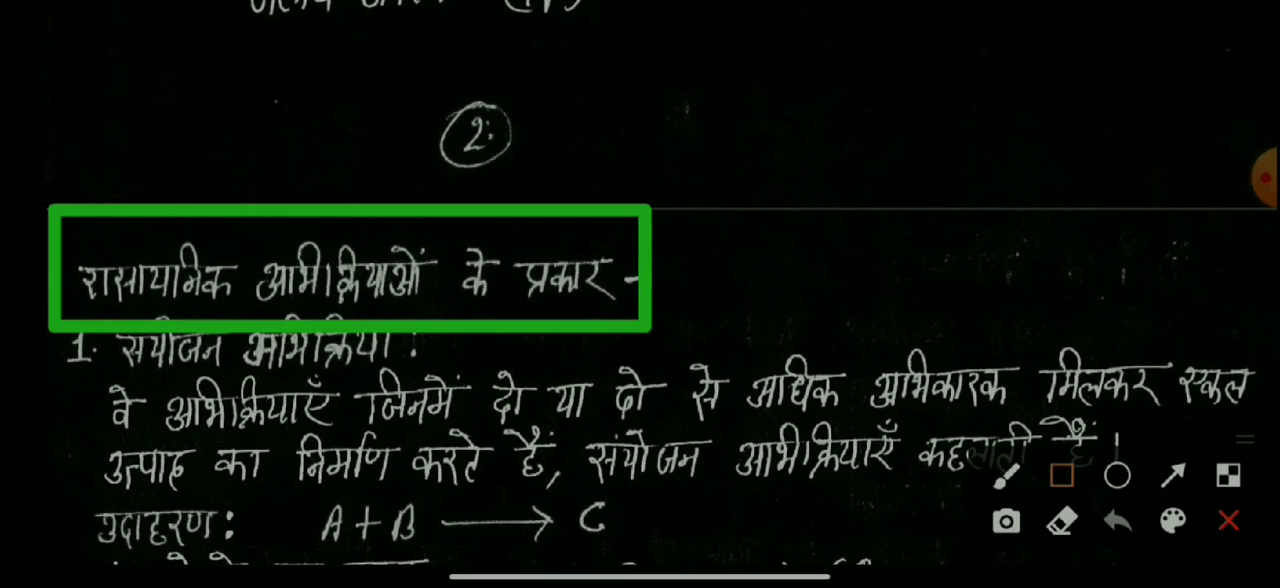 2:
रासायनिक अभिक्रियाओं के प्रकार -
1. संयोजन अभिक्रिया :
वे अभिक्रियाएँ जिनमें दो या दो से अधिक अभिकारक मिलकर एकल
उत्पाद का निर्माण करते हैं, संयोजन अभिक्रियाएँ कहलाती हैं।
उदाहरण : A + B ⟶ C